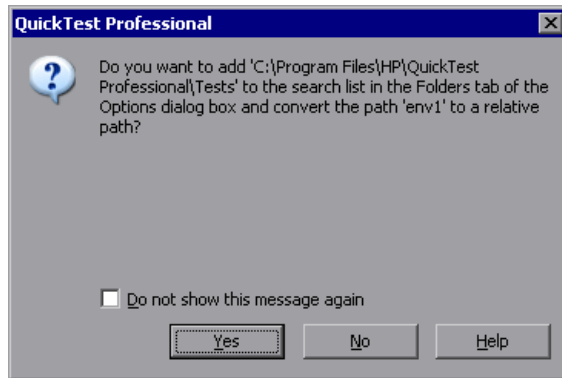 QuickTest Professional
Do you want to add 'C:\Program Files\HP\QuickTest
Professional\Tests' to the search list in the Folders tab of the
Options dialog box and convert the path 'env1' to a relative
path?
Do not show this message again
Yes No Help